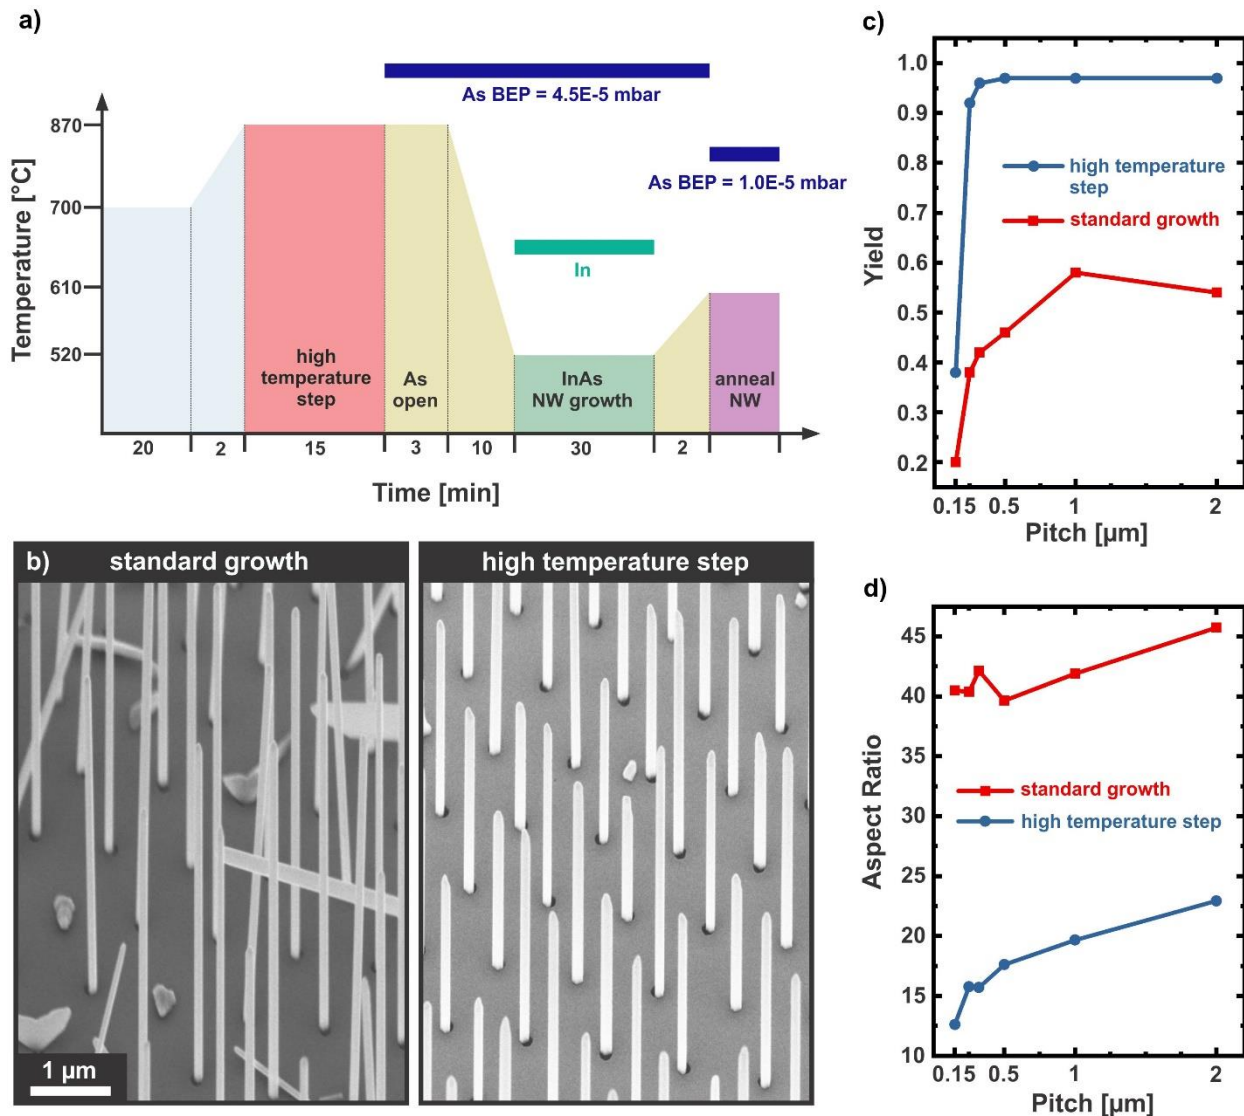 a)
As BEP = 4.5E-5 mbar
As BEP = 1.0E-5 mbar
In
Temperature [°C]
870
700
610
520
high
temperature
step
As
open
InAs
NW growth
anneal
NW
20
2
15
3
10
30
2
Time [min]
b)
standard growth
high temperature step
1 µm
c)
Yield
1.0
0.9
0.8
0.7
0.6
0.5
0.4
0.3
0.2
high temperature
step
standard growth
0.15
0.5
1
2
Pitch [µm]
d)
Aspect Ratio
45
40
35
30
25
20
15
10
standard growth
high temperature step
0.15
0.5
1
2
Pitch [µm]